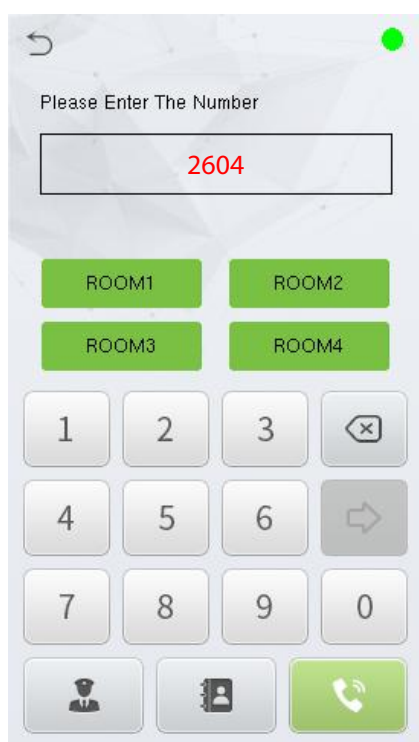 Please Enter The Number
2604
ROOM1 ROOM2
ROOM3 ROOM4
1 2 3
4 5 6
7 8 9 0